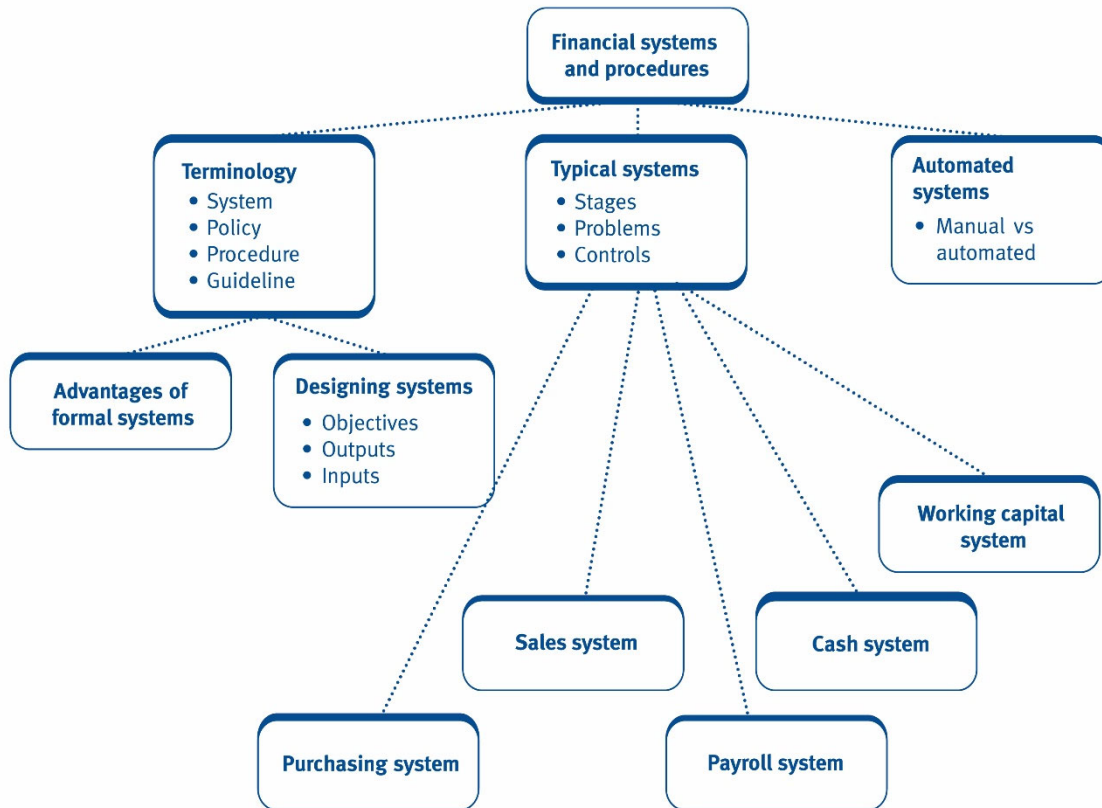 Financial systems
and procedures
Terminology
• System
• Policy
• Procedure
• Guideline
Typical systems
• Stages
• Problems
• Controls
Automated
systems
• Manual vs
automated
Advantages of
formal systems
Designing systems
• Objectives
• Outputs
• Inputs
Working capital
system
Sales system
Cash system
Purchasing system
Payroll system